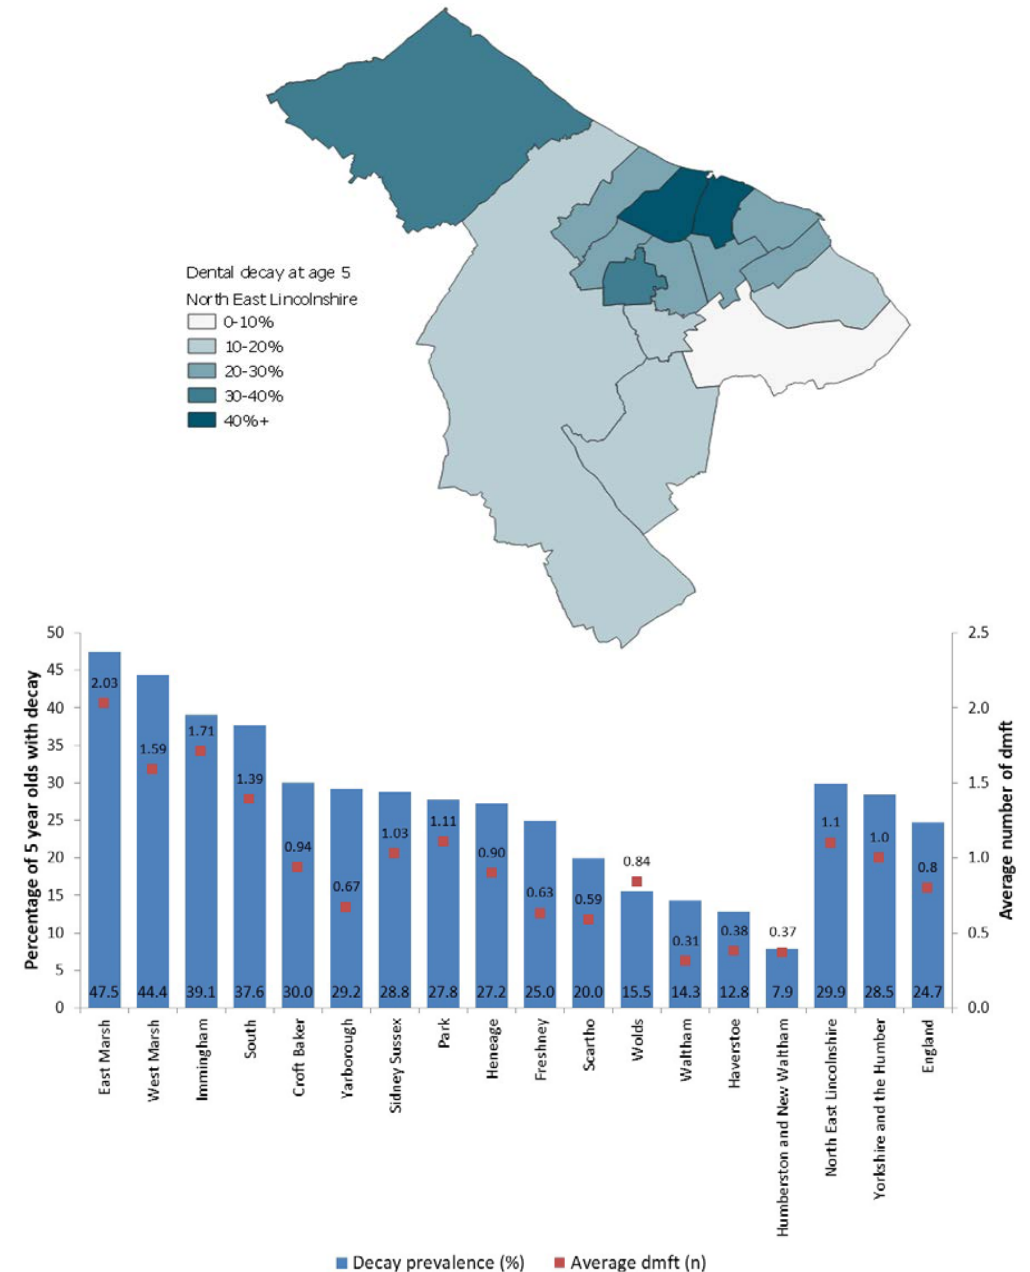 Dental decay at age 5
North East Lincolnshire
0-10%
10-20%
20-30%
30-40%
40%+
Percentage of 5 year olds with decay
50
45
40
35
30
25
20
15
10
5
0
2.03
1.59
1.71
1.39
0.94
0.67
1.03
1.11
0.90
0.63
0.59
0.84
0.31
0.38
0.37
1.1
1.0
0.8
47.5
44.4
39.1
37.6
30.0
29.2
28.8
27.8
27.2
25.0
20.0
15.5
14.3
12.8
7.9
29.9
28.5
24.7
2.5
2.0
1.5
1.0
0.5
0.0
Average number of dmft
East Marsh
West Marsh
Immingham
South
Croft Baker
Yarborough
Sidney Sussex
Park
Heneage
Freshney
Scartho
Wolds
Waltham
Haverstoe
Humberston and New Waltham
North East Lincolnshire
Yorkshire and the Humber
England
Decay prevalence (%)
Average dmft (n)